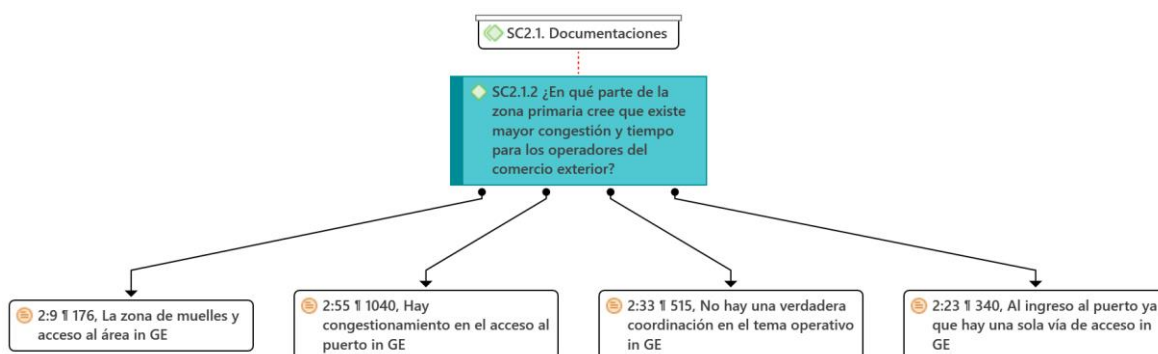 SC2.1. Documentaciones
SC2.1.2 ¿En qué parte de la
zona primaria cree que existe
mayor congestión y tiempo
para los operadores del
comercio exterior?
2:9 ¶ 176, La zona de muelles y
acceso al área in GE
2:55 ¶ 1040, Hay
congestionamiento en el acceso al
puerto in GE
2:33 ¶ 515, No hay una verdadera
coordinación en el tema operativo
in GE
2:23 ¶ 340, Al ingreso al puerto ya
que hay una sola vía de acceso in
GE